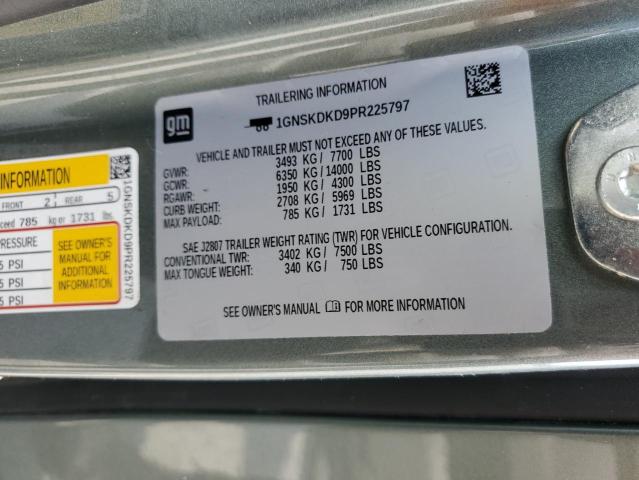 INFORMATION
FRONT 2 REAR 5
exceed 785 kg or 1731 lbs.
PRESSURE
5 PSI
5 PSI
5 PSI
SEE OWNER'S
MANUAL FOR
ADDITIONAL
INFORMATION
1GNSKDKD9PR225797
gm
TRAILERING INFORMATION
1GNSKDKD9PR225797
VEHICLE AND TRAILER MUST NOT EXCEED ANY OF THESE VALUES.
GVWR: 3493 KG / 7700 LBS
GCWR: 6350 KG / 14000 LBS
RGAWR: 1950 KG / 4300 LBS
CURB WEIGHT: 2708 KG / 5969 LBS
MAX PAYLOAD: 785 KG / 1731 LBS
SAE J2807 TRAILER WEIGHT RATING (TWR) FOR VEHICLE CONFIGURATION.
CONVENTIONAL TWR: 3402 KG / 7500 LBS
MAX TONGUE WEIGHT: 340 KG / 750 LBS
SEE OWNER'S MANUAL FOR MORE INFORMATION